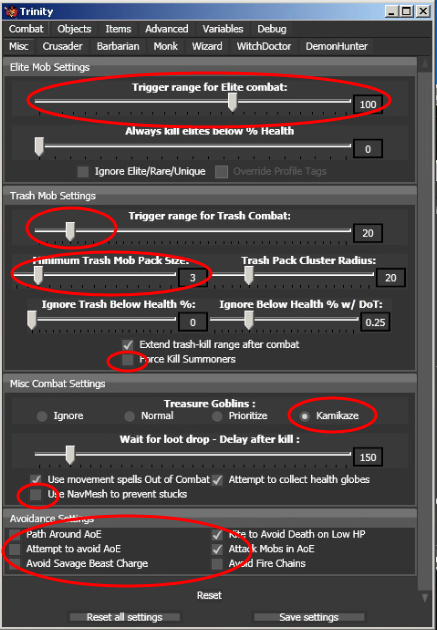 Trinity
Combat Objects Items Advanced Variables Debug
Misc Crusader Barbarian Monk Wizard WitchDoctor DemonHunter
Elite Mob Settings
Trigger range for Elite combat:
100
Always kill elites below % Health
0
Ignore Elite/Rare/Unique Override Profile Tags
Trash Mob Settings
Trigger range for Trash Combat:
20
Minimum Trash Mob Pack Size: Trash Pack Cluster Radius:
3 20
Ignore Trash Below Health %: Ignore Below Health % w/ DoT:
0 0.25
Extend trash-kill range after combat
Force Kill Summoners
Misc Combat Settings
Treasure Goblins :
Ignore Normal Prioritize Kamikaze
Wait for loot drop - Delay after kill :
150
Use movement spells Out of Combat Attempt to collect health globes
Use NavMesh to prevent stucks
Avoidance Settings
Path Around AoE Kite to Avoid Death on Low HP
Attempt to avoid AoE Attack Mobs in AoE
Avoid Savage Beast Charge Avoid Fire Chains
Reset
Reset all settings Save settings